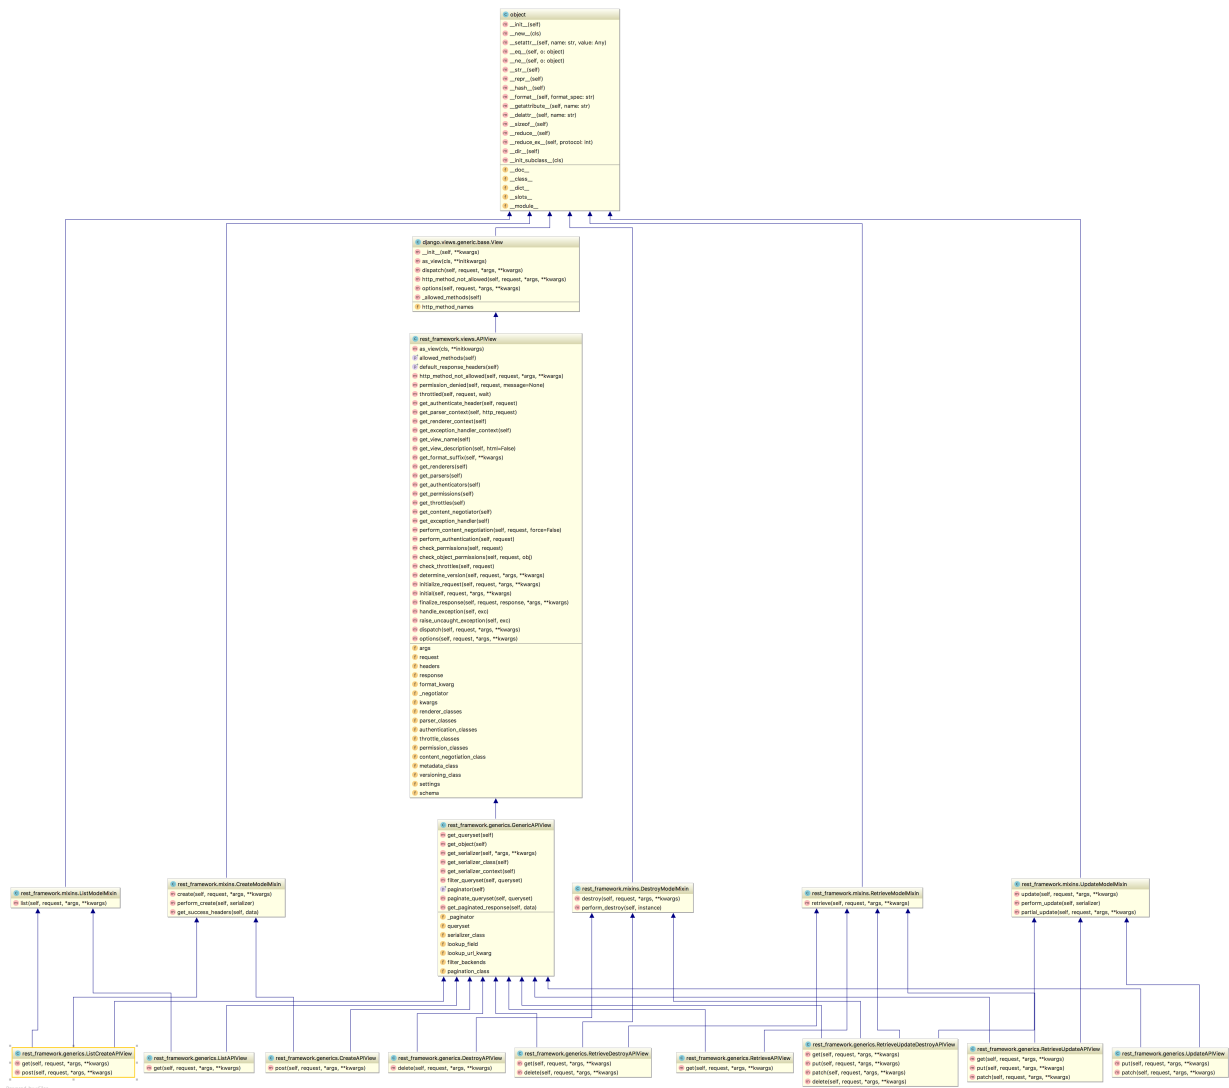 object
__init__(self)
__new__(cls)
__setattr__(self, name: str, value: Any)
__eq__(self, o: object)
__ne__(self, o: object)
__str__(self)
__repr__(self)
__hash__(self)
__format__(self, format_spec: str)
__getattribute__(self, name: str)
__delattr__(self, name: str)
__sizeof__(self)
__reduce__(self)
__reduce_ex__(self, protocol: int)
__dir__(self)
__init_subclass__(cls)
__doc__
__class__
__dict__
__slots__
__module__
django.views.generic.base.View
__init__(self, **kwargs)
as_view(cls, **initkwargs)
dispatch(self, request, *args, **kwargs)
http_method_not_allowed(self, request, *args, **kwargs)
options(self, request, *args, **kwargs)
_allowed_methods(self)
http_method_names
rest_framework.views.APIView
as_view(cls, **initkwargs)
allowed_methods(self)
default_response_headers(self)
http_method_not_allowed(self, request, *args, **kwargs)
permission_denied(self, request, message=None)
throttled(self, request, wait)
get_authenticate_header(self, request)
get_parser_context(self, http_request)
get_renderer_context(self)
get_exception_handler_context(self)
get_view_name(self)
get_view_description(self, html=False)
get_format_suffix(self, **kwargs)
get_renderers(self)
get_parsers(self)
get_authenticators(self)
get_permissions(self)
get_throttles(self)
get_content_negotiator(self)
get_exception_handler(self)
perform_content_negotiation(self, request, force=False)
perform_authentication(self, request)
check_permissions(self, request)
check_object_permissions(self, request, obj)
check_throttles(self, request)
determine_version(self, request, *args, **kwargs)
initialize_request(self, request, *args, **kwargs)
initial(self, request, *args, **kwargs)
finalize_response(self, request, response, *args, **kwargs)
handle_exception(self, exc)
raise_uncaught_exception(self, exc)
dispatch(self, request, *args, **kwargs)
options(self, request, *args, **kwargs)
args
request
headers
response
format_kwarg
_negotiator
kwargs
renderer_classes
parser_classes
authentication_classes
throttle_classes
permission_classes
content_negotiation_class
metadata_class
versioning_class
settings
schema
rest_framework.generics.GenericAPIView
get_queryset(self)
get_object(self)
get_serializer(self, *args, **kwargs)
get_serializer_class(self)
get_serializer_context(self)
filter_queryset(self, queryset)
paginator(self)
paginate_queryset(self, queryset)
get_paginated_response(self, data)
_paginator
queryset
serializer_class
lookup_field
lookup_url_kwarg
filter_backends
pagination_class
rest_framework.mixins.ListModelMixin
list(self, request, *args, **kwargs)
rest_framework.mixins.CreateModelMixin
create(self, request, *args, **kwargs)
perform_create(self, serializer)
get_success_headers(self, data)
rest_framework.mixins.DestroyModelMixin
destroy(self, request, *args, **kwargs)
perform_destroy(self, instance)
rest_framework.mixins.RetrieveModelMixin
retrieve(self, request, *args, **kwargs)
rest_framework.mixins.UpdateModelMixin
update(self, request, *args, **kwargs)
perform_update(self, serializer)
partial_update(self, request, *args, **kwargs)
rest_framework.generics.ListCreateAPIView
get(self, request, *args, **kwargs)
post(self, request, *args, **kwargs)
rest_framework.generics.ListAPIView
get(self, request, *args, **kwargs)
rest_framework.generics.CreateAPIView
post(self, request, *args, **kwargs)
rest_framework.generics.DestroyAPIView
delete(self, request, *args, **kwargs)
rest_framework.generics.RetrieveDestroyAPIView
get(self, request, *args, **kwargs)
delete(self, request, *args, **kwargs)
rest_framework.generics.RetrieveAPIView
get(self, request, *args, **kwargs)
rest_framework.generics.RetrieveUpdateDestroyAPIView
get(self, request, *args, **kwargs)
put(self, request, *args, **kwargs)
patch(self, request, *args, **kwargs)
delete(self, request, *args, **kwargs)
rest_framework.generics.RetrieveUpdateAPIView
get(self, request, *args, **kwargs)
put(self, request, *args, **kwargs)
patch(self, request, *args, **kwargs)
rest_framework.generics.UpdateAPIView
put(self, request, *args, **kwargs)
patch(self, request, *args, **kwargs)